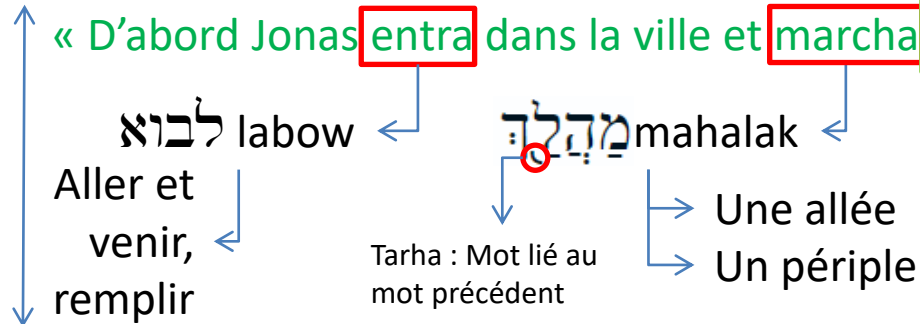 « D'abord Jonas entra dans la ville et marcha
לבוא labow
מַהֲלַ֖ךְ mahalak
Aller et
venir,
remplir
Tarha : Mot lié au
mot précédent
Une allée
Un périple